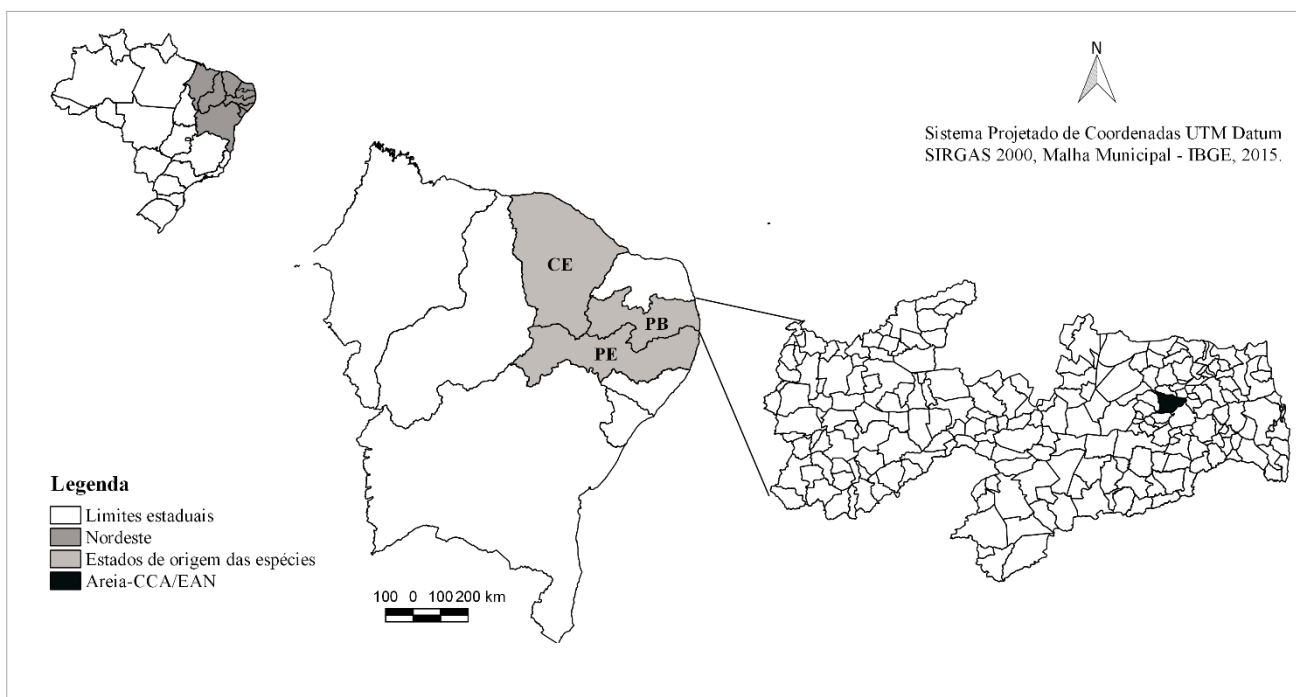 N
Sistema Projetado de Coordenadas UTM Datum
SIRGAS 2000, Malha Municipal - IBGE, 2015.
CE
PB
PE
Legenda
Limites estaduais
Nordeste
Estados de origem das espécies
Areia-CCA/EAN
100 0 100 200 km